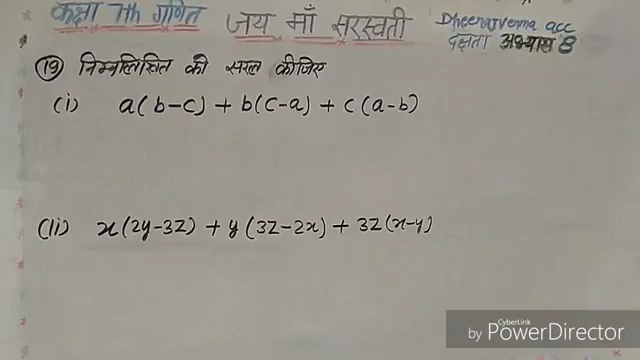 कक्षा 7th गणित जय माँ सरस्वती Dheerajverma acc
दक्षता अभ्यास 8
(19) निम्नलिखित को सरल कीजिए
(i) a(b-c) + b(c-a) + c(a-b)
(ii) x(2y-3z) + y(3z-2x) + 3z(x-y)
CyberLink
by PowerDirector